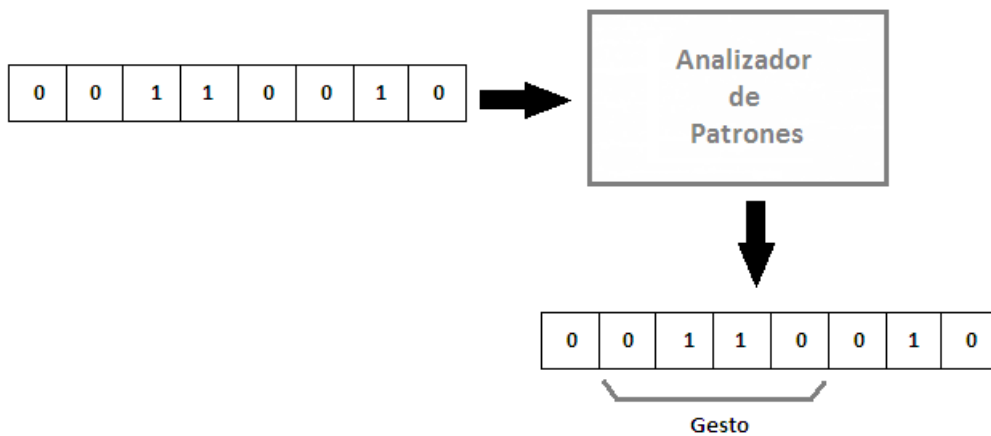 0 0 1 1 0 0 1 0
Analizador
de
Patrones
0 0 1 1 0 0 1 0
Gesto